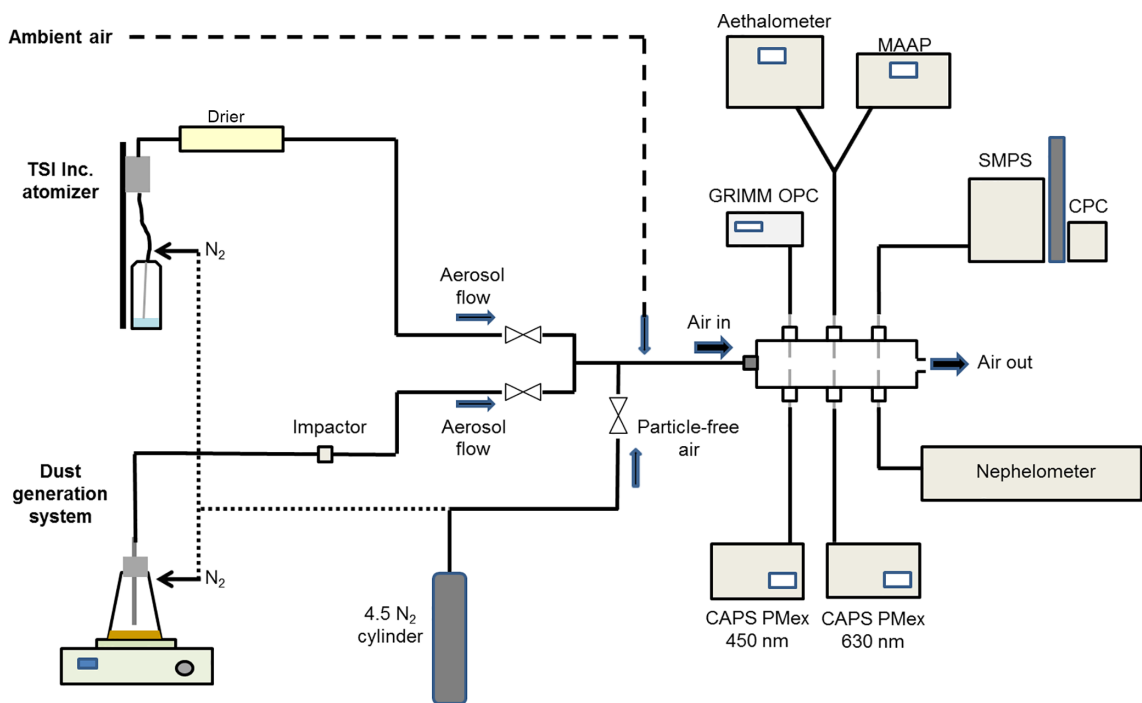 Ambient air
Aethalometer
MAAP
Drier
TSI Inc.
atomizer
N₂
SMPS
CPC
GRIMM OPC
Aerosol
flow
Air in
Air out
Impactor
Aerosol
flow
Particle-free
air
Nephelometer
Dust
generation
system
N₂
4.5 N₂
cylinder
CAPS PMex
450 nm
CAPS PMex
630 nm